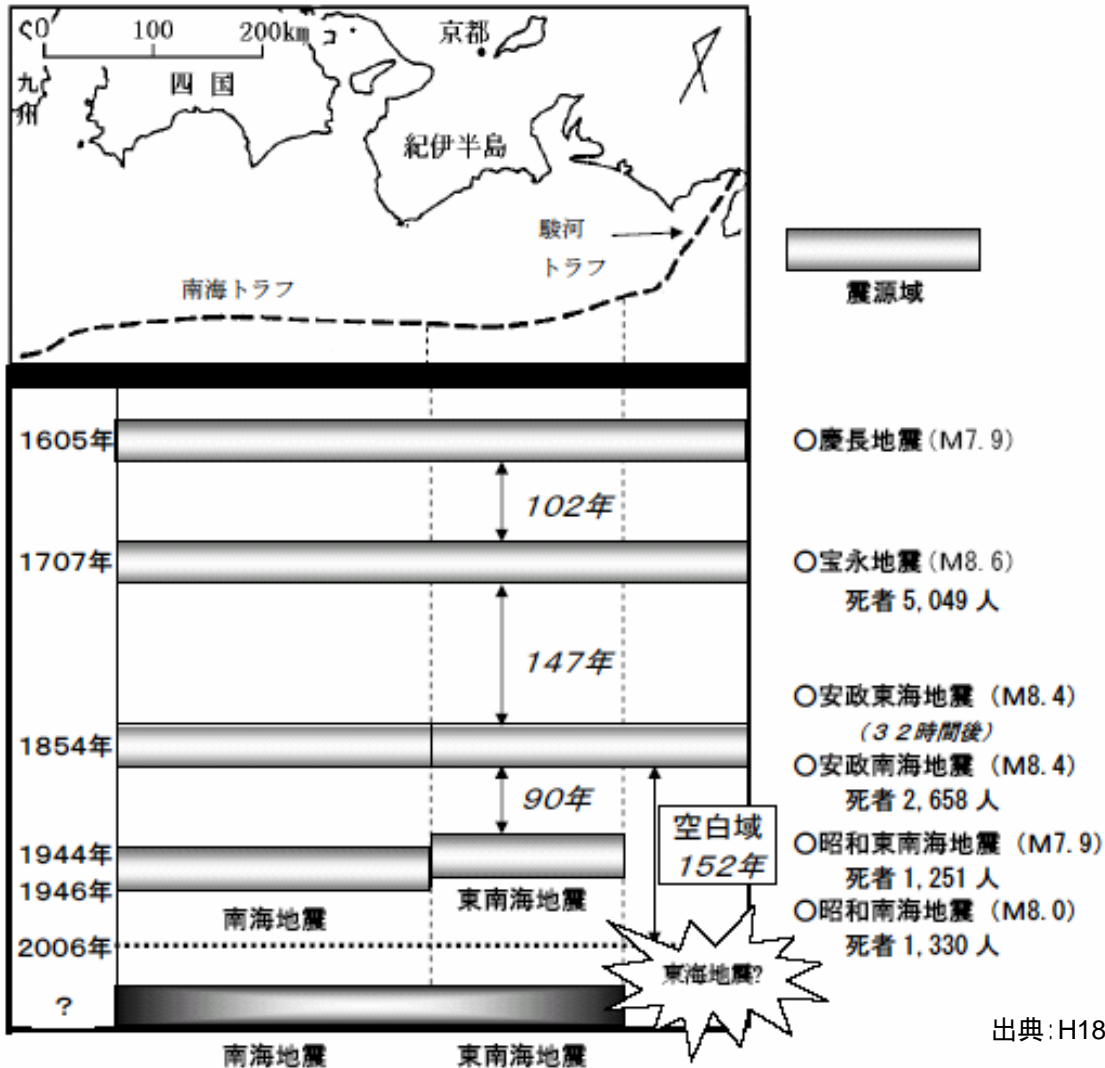 0 100 200km
京都
九州
四国
紀伊半島
駿河
トラフ
南海トラフ
震源域
1605年
○慶長地震(M7.9)
102年
1707年
○宝永地震(M8.6)
死者 5,049 人
147年
○安政東海地震 (M8.4)
(32時間後)
1854年
○安政南海地震 (M8.4)
死者 2,658 人
90年
空白域
152年
1944年
○昭和東南海地震 (M7.9)
死者 1,251 人
1946年
南海地震
東南海地震
○昭和南海地震 (M8.0)
死者 1,330 人
2006年
東海地震?
?
南海地震
東南海地震
出典:H18